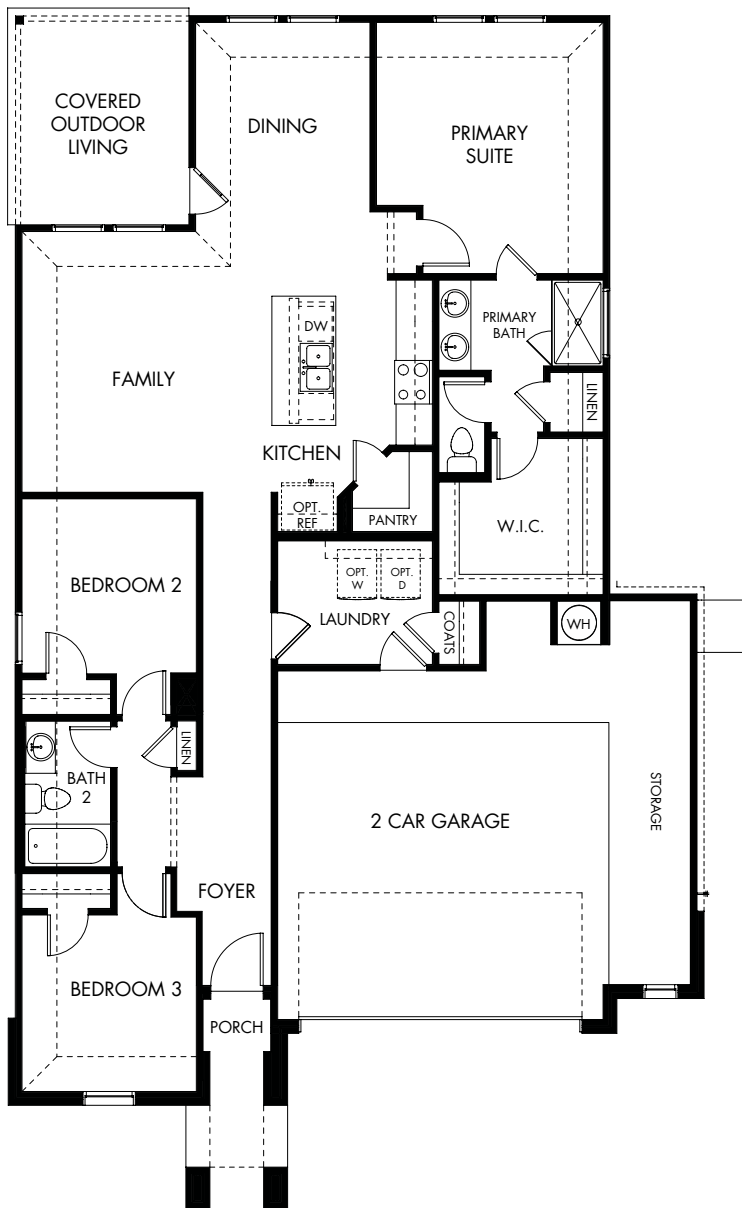 COVERED
OUTDOOR
LIVING
DINING
PRIMARY
SUITE
DW
PRIMARY
BATH
FAMILY
LINEN
KITCHEN
OPT.
REF
PANTRY
W.I.C.
BEDROOM 2
OPT.
W
OPT.
D
LAUNDRY
COATS
WH
LINEN
BATH
2
2 CAR GARAGE
STORAGE
FOYER
BEDROOM 3
PORCH